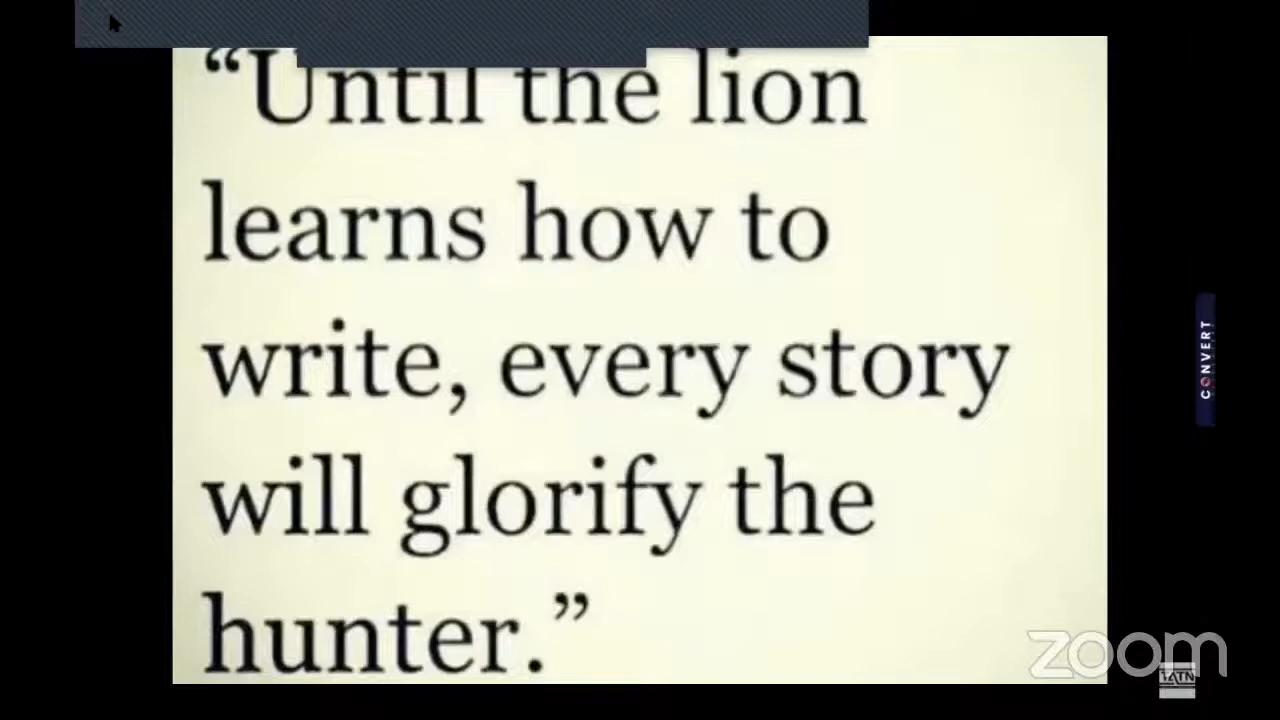 “Until the lion
learns how to
write, every story
will glorify the
hunter.”
CONVERT
zoom